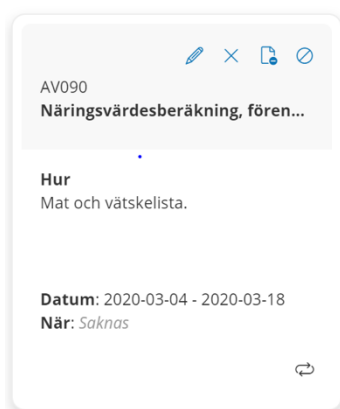 AV090
Näringsvärdesberäkning, fören...
Hur
Mat och vätskelista.
Datum: 2020-03-04 - 2020-03-18
När: Saknas